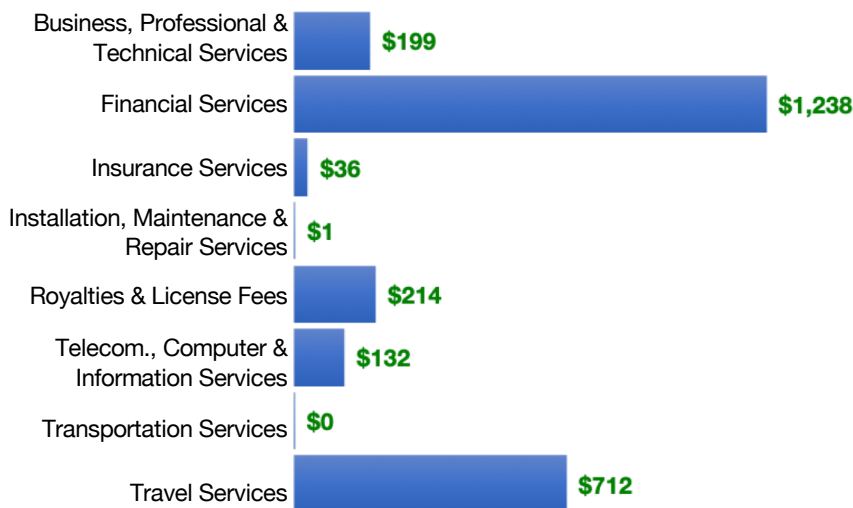 Business, Professional &
Technical Services
$199
Financial Services
$1,238
Insurance Services
$36
Installation, Maintenance &
Repair Services
$1
Royalties & License Fees
$214
Telecom., Computer &
Information Services
$132
Transportation Services
$0
Travel Services
$712